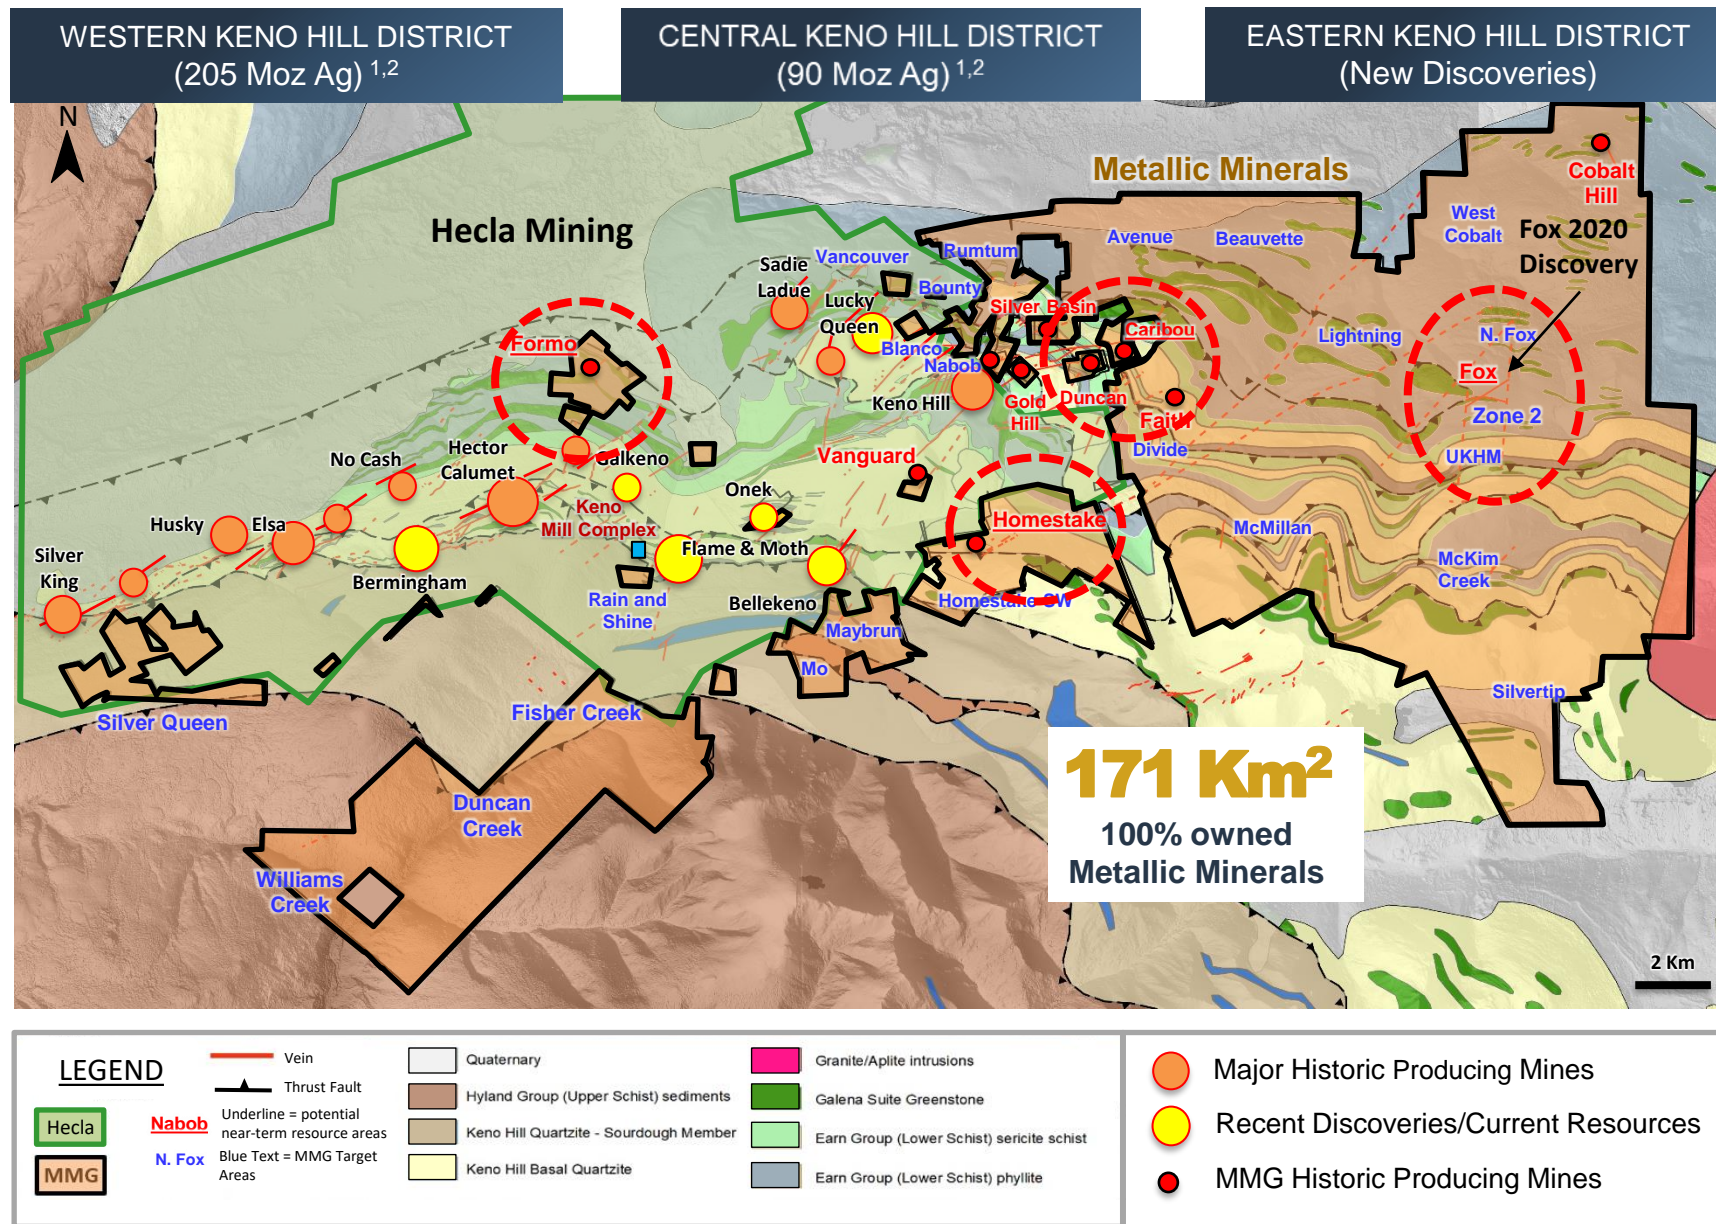 WESTERN KENO HILL DISTRICT
(205 Moz Ag) 1,2
CENTRAL KENO HILL DISTRICT
(90 Moz Ag) 1,2
EASTERN KENO HILL DISTRICT
(New Discoveries)
N
Metallic Minerals
Hecla Mining
Cobalt
Hill
West
Cobalt
Fox 2020
Discovery
Avenue
Beauvette
Rumtum
Vancouver
Sadie
Ladue
Bounty
Lucky
Queen
Silver Basin
Caribou
Formo
Blanco
Nabob
Lightning
N. Fox
Fox
Zone 2
UKHM
Keno Hill
Gold
Hill
Duncan
Faith
Divide
Vanguard
Hector
Calumet
No Cash
Galkeno
Onek
Keno
Mill Complex
Husky
Elsa
Silver
King
Bermingham
Flame & Moth
Homestake
McMillan
McKim
Creek
Rain and
Shine
Bellekeno
Homestake SW
Maybrun
Mo
Silvertip
Silver Queen
Fisher Creek
Duncan
Creek
Williams
Creek
171 Km2
100% owned
Metallic Minerals
2 Km
LEGEND
Hecla
MMG
Vein
Thrust Fault
Nabob
Underline = potential
near-term resource areas
N. Fox
Blue Text = MMG Target
Areas
Quaternary
Hyland Group (Upper Schist) sediments
Keno Hill Quartzite - Sourdough Member
Keno Hill Basal Quartzite
Granite/Aplite intrusions
Galena Suite Greenstone
Earn Group (Lower Schist) sericite schist
Earn Group (Lower Schist) phyllite
Major Historic Producing Mines
Recent Discoveries/Current Resources
MMG Historic Producing Mines